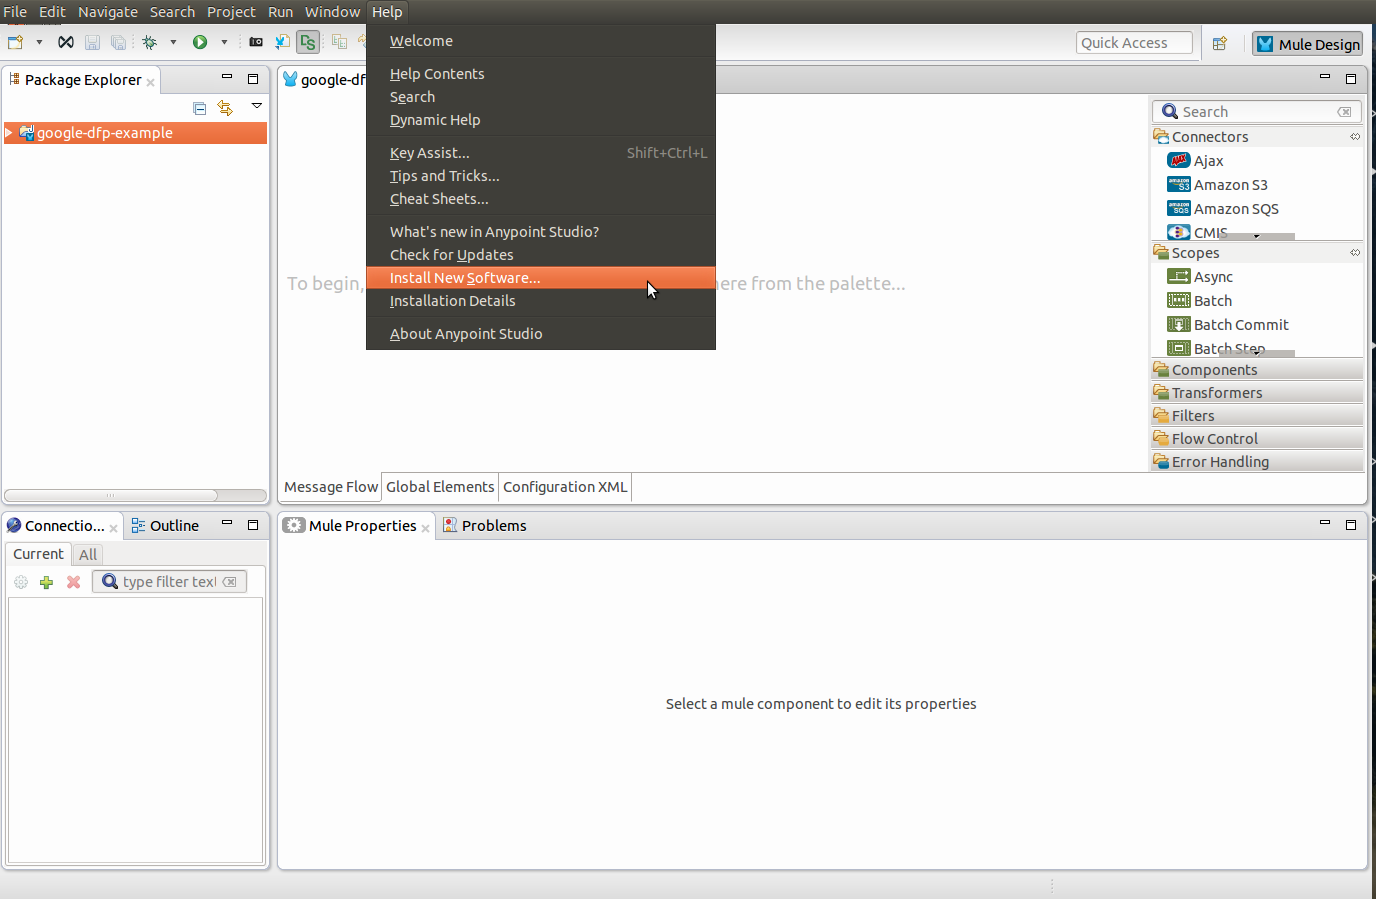 File Edit Navigate Search Project Run Window Help
Quick Access
Mule Design
Welcome
Help Contents
Search
Dynamic Help
Key Assist... Shift+Ctrl+L
Tips and Tricks...
Cheat Sheets...
What's new in Anypoint Studio?
Check for Updates
Install New Software...
Installation Details
About Anypoint Studio
Package Explorer
google-dfp-example
google-df
To begin,
here from the palette...
Search
Connectors
Ajax
Amazon S3
Amazon SQS
CMIS
Scopes
Async
Batch
Batch Commit
Batch Step
Components
Transformers
Filters
Flow Control
Error Handling
Message Flow Global Elements Configuration XML
Connectio... Outline
Current All
type filter text
Mule Properties Problems
Select a mule component to edit its properties